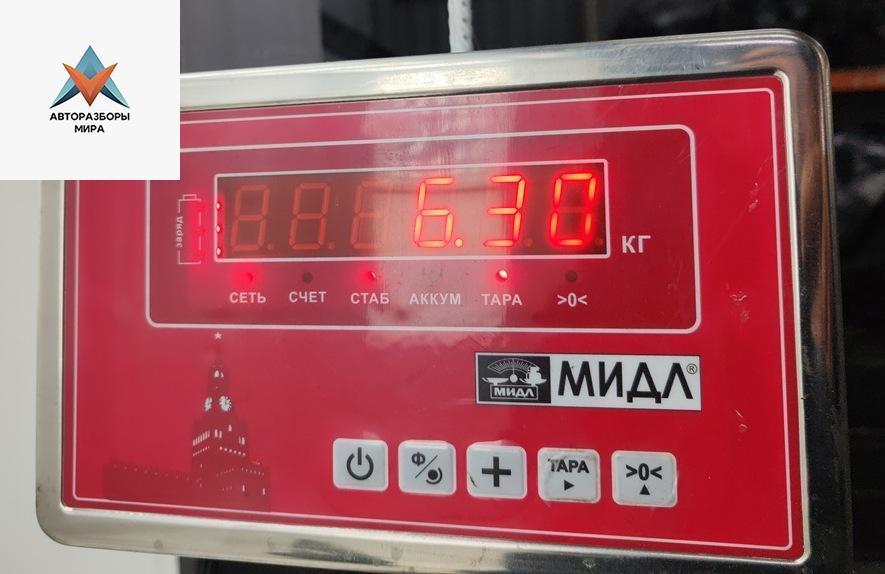 АВТОРАЗБОРЫ
МИРА
заряд
6.30
КГ
СЕТЬ СЧЕТ СТАБ АККУМ ТАРА >0<
МИДЛ МИДЛ®
Ф + ТАРА >0<